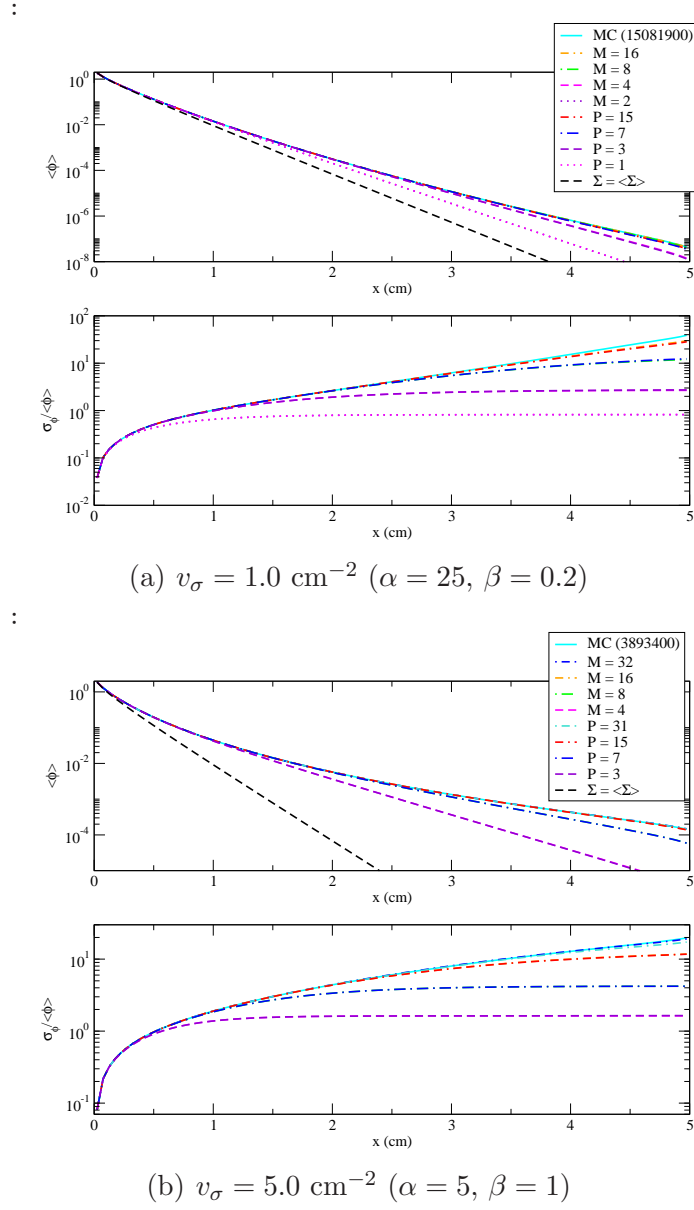 :
MC (15081900)
M = 16
M = 8
M = 4
M = 2
P = 15
P = 7
P = 3
P = 1
Σ = <Σ>
<ϕ>
10^0
10^-2
10^-4
10^-6
10^-8
0 1 2 3 4 5
x (cm)
σ_ϕ/<ϕ>
10^2
10^1
10^0
10^-1
10^-2
0 1 2 3 4 5
x (cm)
(a) v_σ = 1.0 cm^−2 (α = 25, β = 0.2)
:
MC (3893400)
M = 32
M = 16
M = 8
M = 4
P = 31
P = 15
P = 7
P = 3
Σ = <Σ>
<ϕ>
10^0
10^-2
10^-4
0 1 2 3 4 5
x (cm)
σ_ϕ/<ϕ>
10^1
10^0
10^-1
0 1 2 3 4 5
x (cm)
(b) v_σ = 5.0 cm^−2 (α = 5, β = 1)